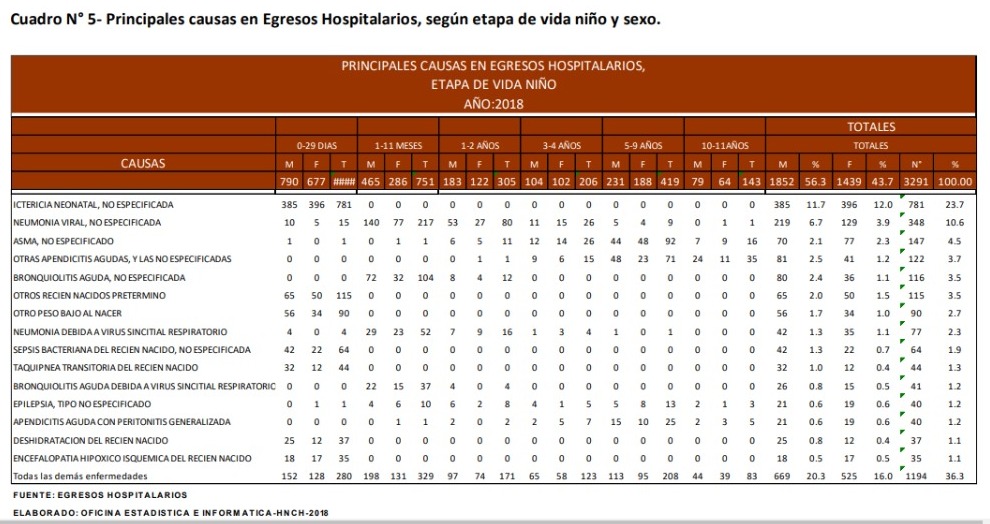 Cuadro N° 5- Principales causas en Egresos Hospitalarios, según etapa de vida niño y sexo.
PRINCIPALES CAUSAS EN EGRESOS HOSPITALARIOS,
ETAPA DE VIDA NIÑO
AÑO:2018
TOTALES
0-29 DIAS 1-11 MESES 1-2 AÑOS 3-4 AÑOS 5-9 AÑOS 10-11AÑOS TOTALES
CAUSAS M F T M F T M F T M F T M F T M F T M % F % N° %
790 677 #### 465 286 751 183 122 305 104 102 206 231 188 419 79 64 143 1852 56.3 1439 43.7 3291 100.00
ICTERICIA NEONATAL, NO ESPECIFICADA 385 396 781 0 0 0 0 0 0 0 0 0 0 0 0 0 0 0 385 11.7 396 12.0 781 23.7
NEUMONIA VIRAL, NO ESPECIFICADA 10 5 15 140 77 217 53 27 80 11 15 26 5 4 9 0 1 1 219 6.7 129 3.9 348 10.6
ASMA, NO ESPECIFICADO 1 0 1 0 1 1 6 5 11 12 14 26 44 48 92 7 9 16 70 2.1 77 2.3 147 4.5
OTRAS APENDICITIS AGUDAS, Y LAS NO ESPECIFICADAS 0 0 0 0 0 0 0 1 1 9 6 15 48 23 71 24 11 35 81 2.5 41 1.2 122 3.7
BRONQUIOLITIS AGUDA, NO ESPECIFICADA 0 0 0 72 32 104 8 4 12 0 0 0 0 0 0 0 0 0 80 2.4 36 1.1 116 3.5
OTROS RECIEN NACIDOS PRETERMINO 65 50 115 0 0 0 0 0 0 0 0 0 0 0 0 0 0 0 65 2.0 50 1.5 115 3.5
OTRO PESO BAJO AL NACER 56 34 90 0 0 0 0 0 0 0 0 0 0 0 0 0 0 0 56 1.7 34 1.0 90 2.7
NEUMONIA DEBIDA A VIRUS SINCITIAL RESPIRATORIO 4 0 4 29 23 52 7 9 16 1 3 4 1 0 1 0 0 0 42 1.3 35 1.1 77 2.3
SEPSIS BACTERIANA DEL RECIEN NACIDO, NO ESPECIFICADA 42 22 64 0 0 0 0 0 0 0 0 0 0 0 0 0 0 0 42 1.3 22 0.7 64 1.9
TAQUIPNEA TRANSITORIA DEL RECIEN NACIDO 32 12 44 0 0 0 0 0 0 0 0 0 0 0 0 0 0 0 32 1.0 12 0.4 44 1.3
BRONQUIOLITIS AGUDA DEBIDA A VIRUS SINCITIAL RESPIRATORIO 0 0 0 22 15 37 4 0 4 0 0 0 0 0 0 0 0 0 26 0.8 15 0.5 41 1.2
EPILEPSIA, TIPO NO ESPECIFICADO 0 1 1 4 6 10 6 2 8 4 1 5 5 8 13 2 1 3 21 0.6 19 0.6 40 1.2
APENDICITIS AGUDA CON PERITONITIS GENERALIZADA 0 0 0 0 1 1 2 0 2 2 5 7 15 10 25 2 3 5 21 0.6 19 0.6 40 1.2
DESHIDRATACION DEL RECIEN NACIDO 25 12 37 0 0 0 0 0 0 0 0 0 0 0 0 0 0 0 25 0.8 12 0.4 37 1.1
ENCEFALOPATIA HIPOXICO ISQUEMICA DEL RECIEN NACIDO 18 17 35 0 0 0 0 0 0 0 0 0 0 0 0 0 0 0 18 0.5 17 0.5 35 1.1
Todas las demás enfermedades 152 128 280 198 131 329 97 74 171 65 58 123 113 95 208 44 39 83 669 20.3 525 16.0 1194 36.3
FUENTE: EGRESOS HOSPITALARIOS
ELABORADO: OFICINA ESTADISTICA E INFORMATICA-HNCH-2018